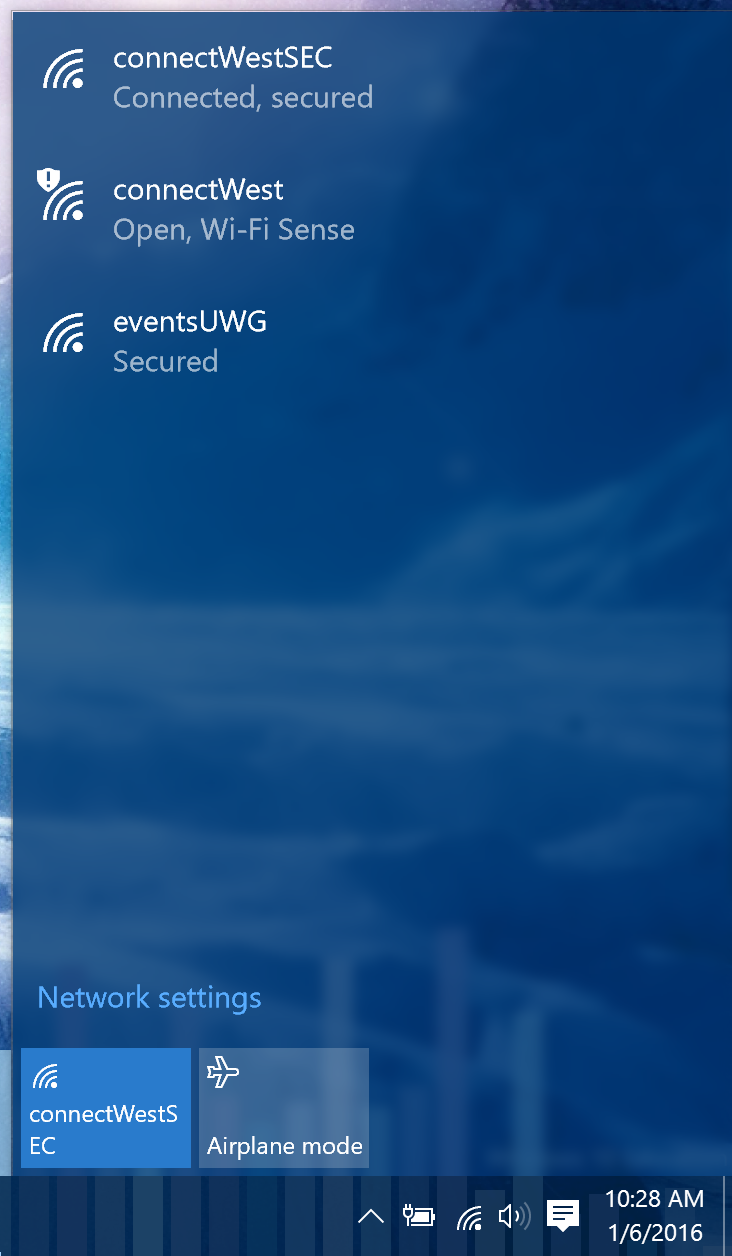 connectWestSEC
Connected, secured
connectWest
Open, Wi-Fi Sense
eventsUWG
Secured
Network settings
connectWestS
EC
Airplane mode
10:28 AM
1/6/2016